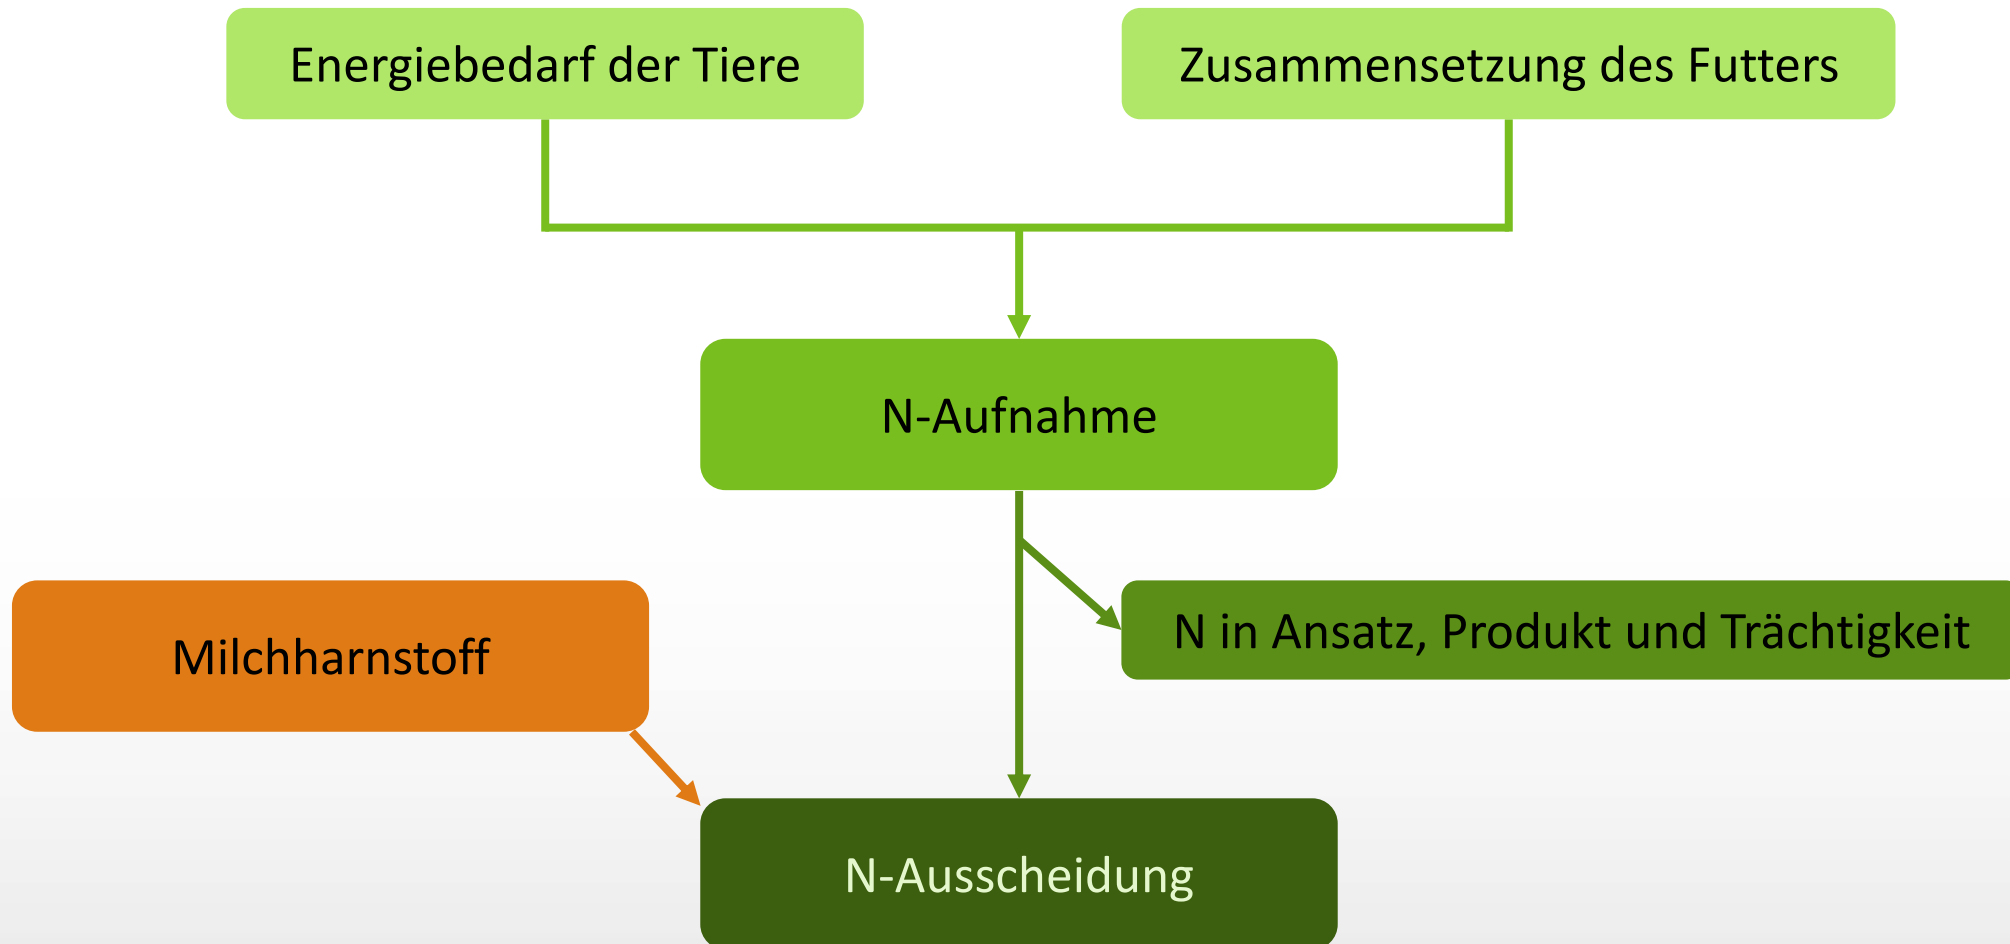 Energiebedarf der Tiere
Zusammensetzung des Futters
N-Aufnahme
N in Ansatz, Produkt und Trächtigkeit
Milchharnstoff
N-Ausscheidung